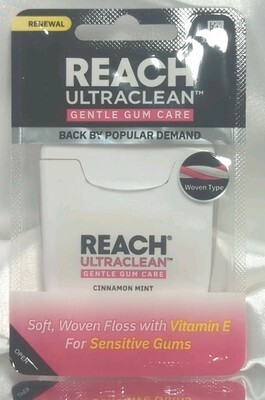 RENEWAL
REACH
ULTRACLEAN™
GENTLE GUM CARE
BACK BY POPULAR DEMAND
Woven Type
REACH®
ULTRACLEAN™
GENTLE GUM CARE
CINNAMON MINT
Soft, Woven Floss with Vitamin E
For Sensitive Gums
OPEN